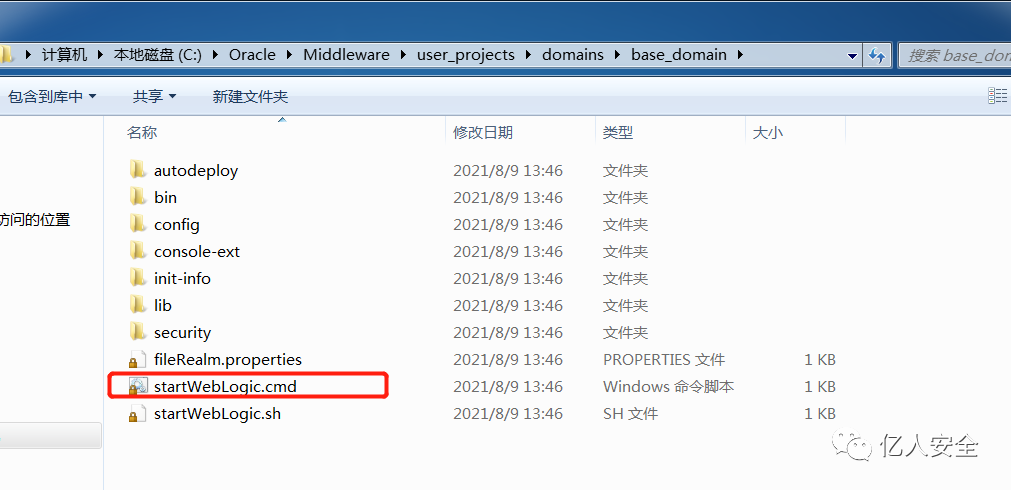 计算机 ▸ 本地磁盘 (C:) ▸ Oracle ▸ Middleware ▸ user_projects ▸ domains ▸ base_domain ▸ 搜索 base_dom
包含到库中 共享 新建文件夹
名称 修改日期 类型 大小
autodeploy 2021/8/9 13:46 文件夹
bin 2021/8/9 13:46 文件夹
访问的位置 config 2021/8/9 13:46 文件夹
console-ext 2021/8/9 13:46 文件夹
init-info 2021/8/9 13:46 文件夹
lib 2021/8/9 13:46 文件夹
security 2021/8/9 13:46 文件夹
fileRealm.properties 2021/8/9 13:46 PROPERTIES 文件 1 KB
startWebLogic.cmd 2021/8/9 13:46 Windows 命令脚本 1 KB
startWebLogic.sh 2021/8/9 13:46 SH 文件 1 KB
亿人安全